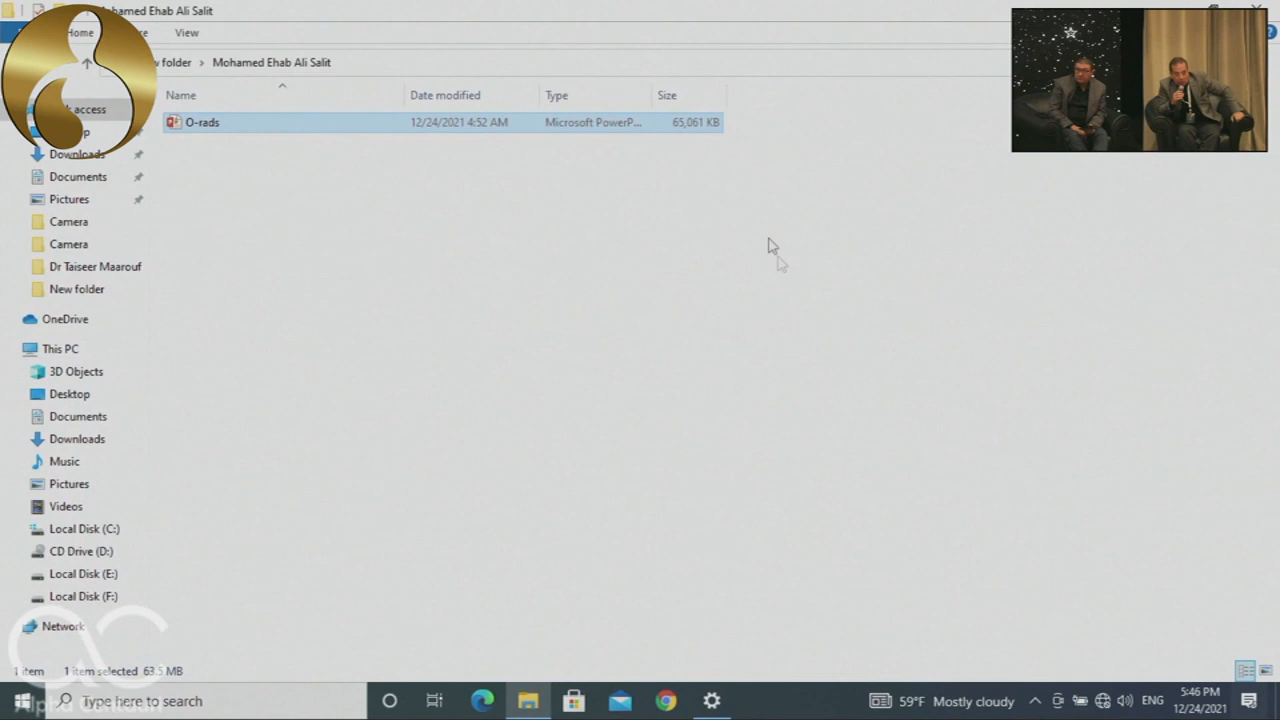 Mohamed Ehab Ali Salit
Home
View
folder › Mohamed Ehab Ali Salit
Name
Date modified
Type
Size
O-rads
12/24/2021 4:52 AM
Microsoft PowerP...
65,061 KB
access
Downloads
Documents
Pictures
Camera
Camera
Dr Taiseer Maarouf
New folder
OneDrive
This PC
3D Objects
Desktop
Documents
Downloads
Music
Pictures
Videos
Local Disk (C:)
CD Drive (D:)
Local Disk (E:)
Local Disk (F:)
Network
1 item
1 item selected 63.5 MB
Type here to search
59°F Mostly cloudy
ENG
5:46 PM
12/24/2021